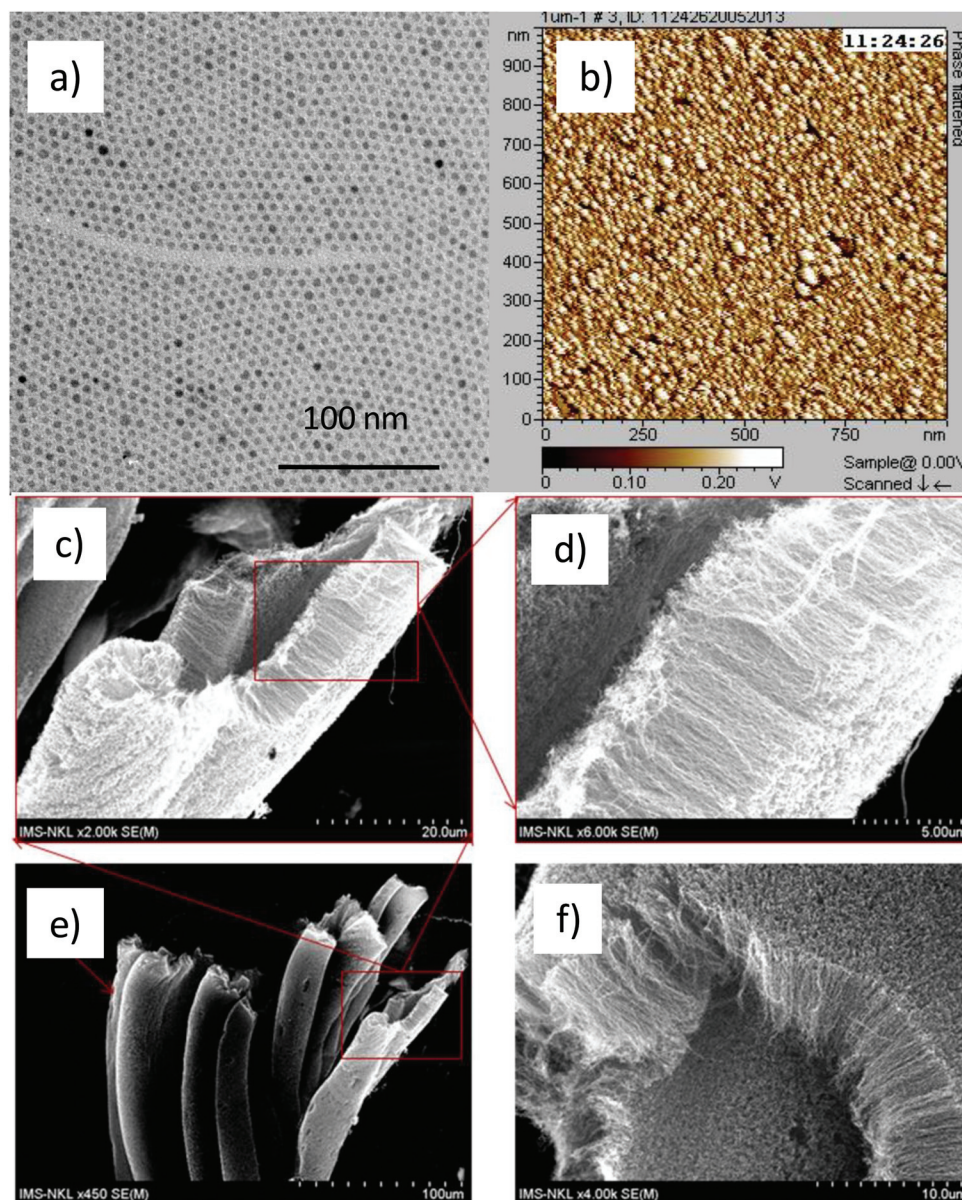 a)
100 nm
1um-1 # 3, ID: 11242620052013
nm
900
800
700
600
500
400
300
200
100
0
b)
11:24:26
Phase flattened
0 250 500 750 nm
0 0.10 0.20 V
Sample@ 0.00V
Scanned ↓ ←
c)
IMS-NKL x2.00k SE(M) 20.0um
d)
IMS-NKL x6.00k SE(M) 5.00um
e)
IMS-NKL x450 SE(M) 100um
f)
IMS-NKL x4.00k SE(M) 10.0um